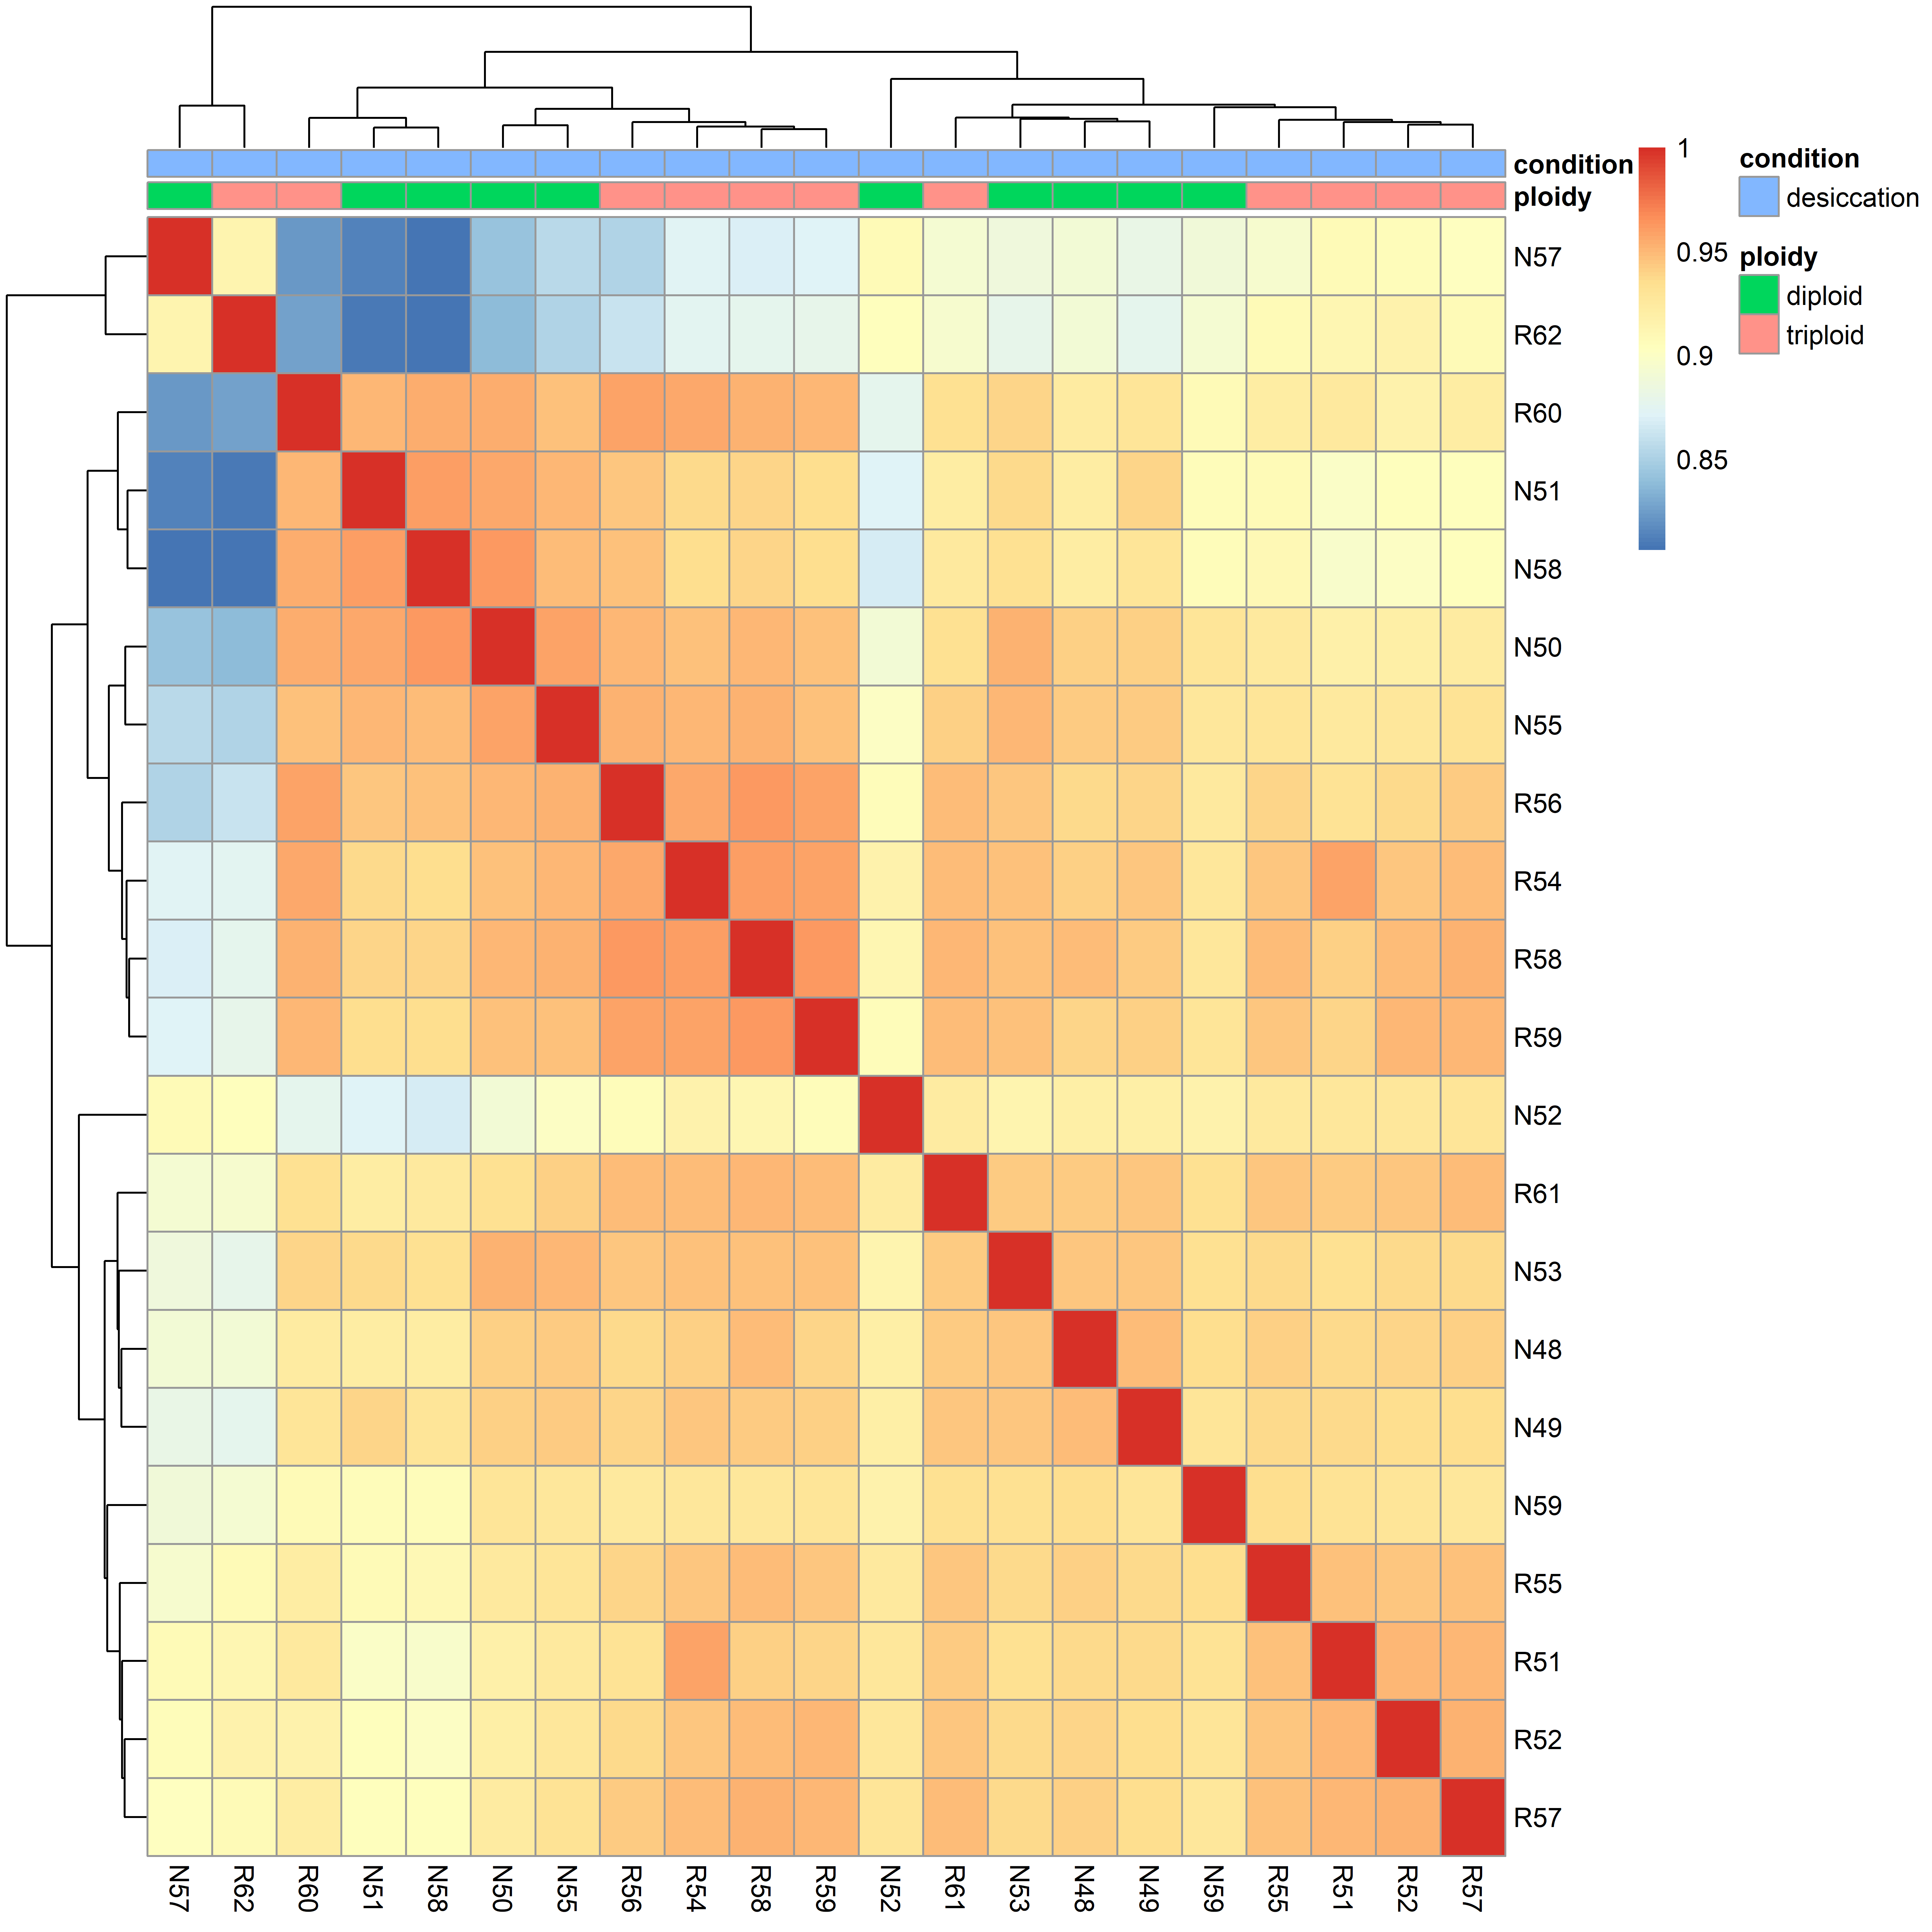 condition
ploidy
1
0.95
0.9
0.85
condition
desiccation
ploidy
diploid
triploid
N57
R62
R60
N51
N58
N50
N55
R56
R54
R58
R59
N52
R61
N53
N48
N49
N59
R55
R51
R52
R57
N57
R62
R60
N51
N58
N50
N55
R56
R54
R58
R59
N52
R61
N53
N48
N49
N59
R55
R51
R52
R57